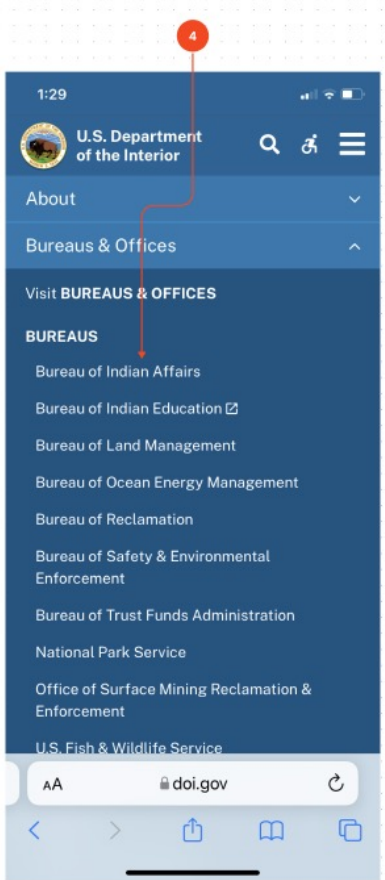 4
1:29
U.S. Department
of the Interior
About
Bureaus & Offices
Visit BUREAUS & OFFICES
BUREAUS
Bureau of Indian Affairs
Bureau of Indian Education
Bureau of Land Management
Bureau of Ocean Energy Management
Bureau of Reclamation
Bureau of Safety & Environmental
Enforcement
Bureau of Trust Funds Administration
National Park Service
Office of Surface Mining Reclamation &
Enforcement
U.S. Fish & Wildlife Service
AA
doi.gov